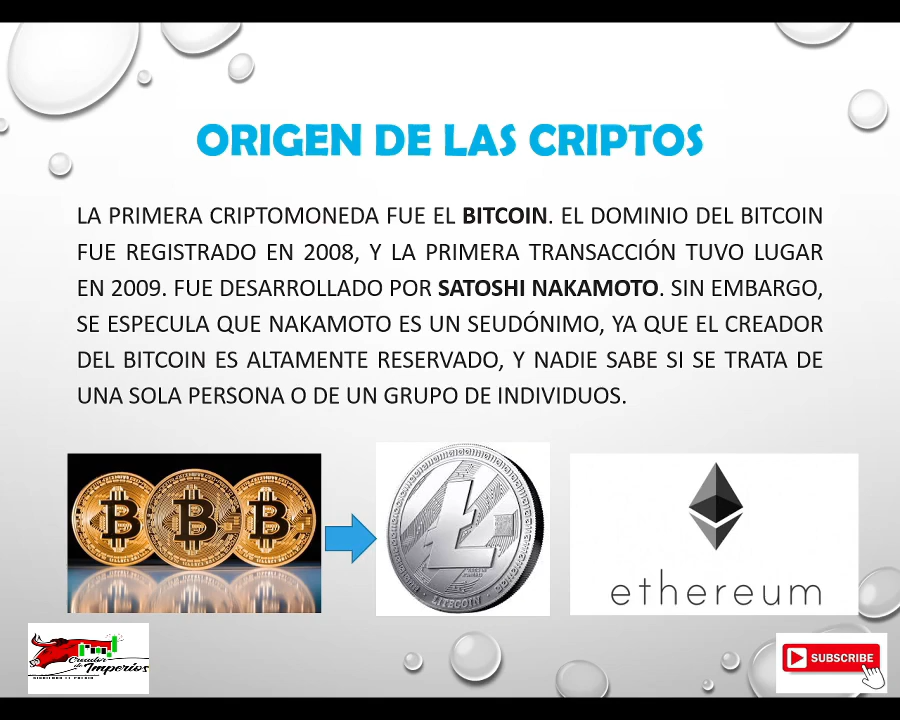 ORIGEN DE LAS CRIPTOS
LA PRIMERA CRIPTOMONEDA FUE EL BITCOIN. EL DOMINIO DEL BITCOIN
FUE REGISTRADO EN 2008, Y LA PRIMERA TRANSACCIÓN TUVO LUGAR
EN 2009. FUE DESARROLLADO POR SATOSHI NAKAMOTO. SIN EMBARGO,
SE ESPECULA QUE NAKAMOTO ES UN SEUDÓNIMO, YA QUE EL CREADOR
DEL BITCOIN ES ALTAMENTE RESERVADO, Y NADIE SABE SI SE TRATA DE
UNA SOLA PERSONA O DE UN GRUPO DE INDIVIDUOS.
LITECOIN
ethereum
Creador
de Imperios
SUBSCRIBE